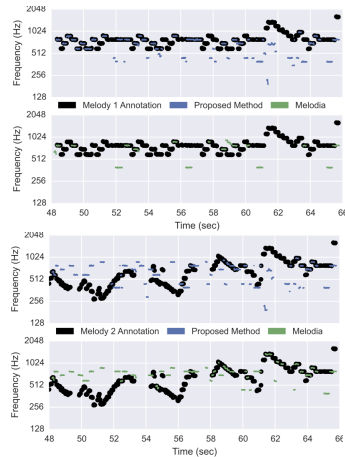 2048
1024
512
256
128
Frequency (Hz)
Melody 1 Annotation Proposed Method Melodia
2048
1024
512
256
128
Frequency (Hz)
48 50 52 54 56 58 60 62 64 66
Time (sec)
2048
1024
512
256
128
Frequency (Hz)
Melody 2 Annotation Proposed Method Melodia
2048
1024
512
256
128
Frequency (Hz)
48 50 52 54 56 58 60 62 64 66
Time (sec)